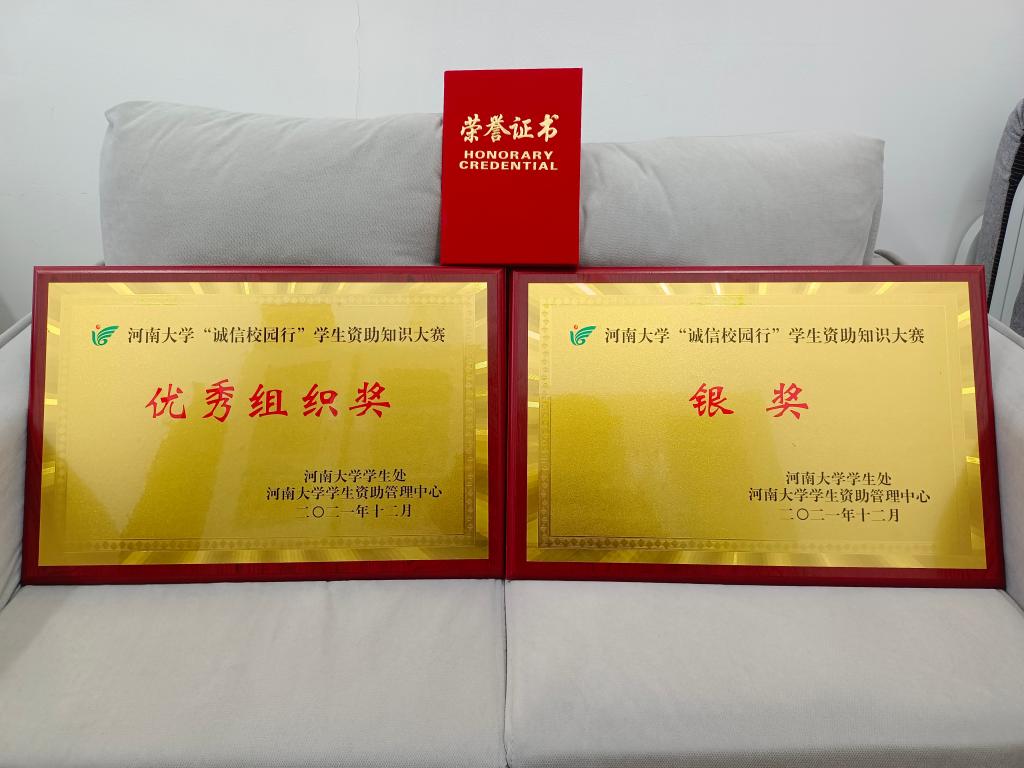 荣誉证书
HONORARY
CREDENTIAL
河南大学“诚信校园行”学生资助知识大赛
优秀组织奖
河南大学学生处
河南大学学生资助管理中心
二〇二一年十二月
河南大学“诚信校园行”学生资助知识大赛
银奖
河南大学学生处
河南大学学生资助管理中心
二〇二一年十二月